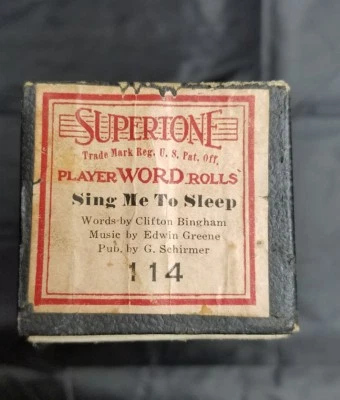 SUPERTONE
Trade Mark Reg. U. S. Pat. Off.
PLAYER WORD ROLLS
Sing Me To Sleep
Words by Clifton Bingham
Music by Edwin Greene
Pub. by G. Schirmer
114